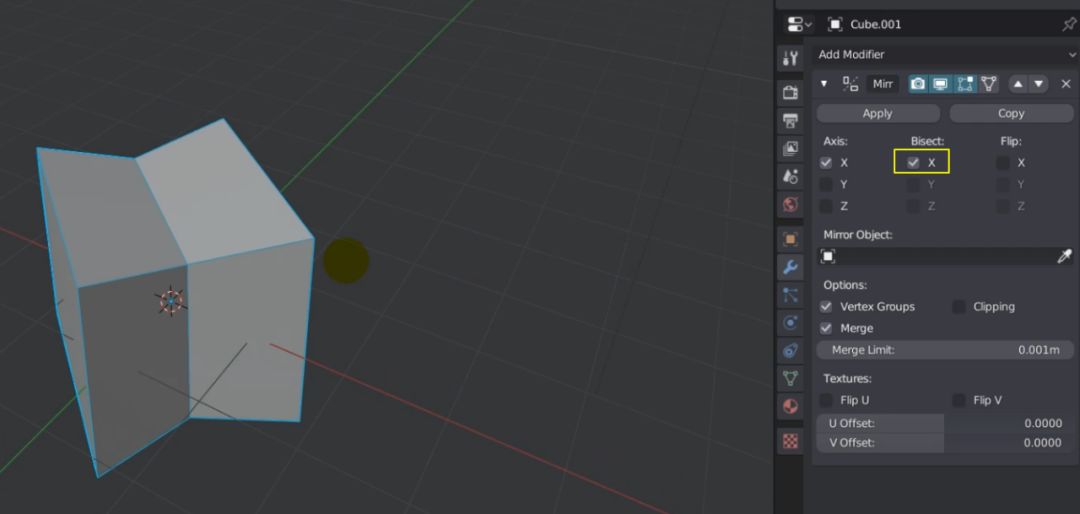 Cube.001
Add Modifier
Mirr
Apply Copy
Axis: Bisect: Flip:
X X X
Y Y Y
Z Z Z
Mirror Object:
Options:
Vertex Groups Clipping
Merge
Merge Limit: 0.001m
Textures:
Flip U Flip V
U Offset: 0.0000
V Offset: 0.0000